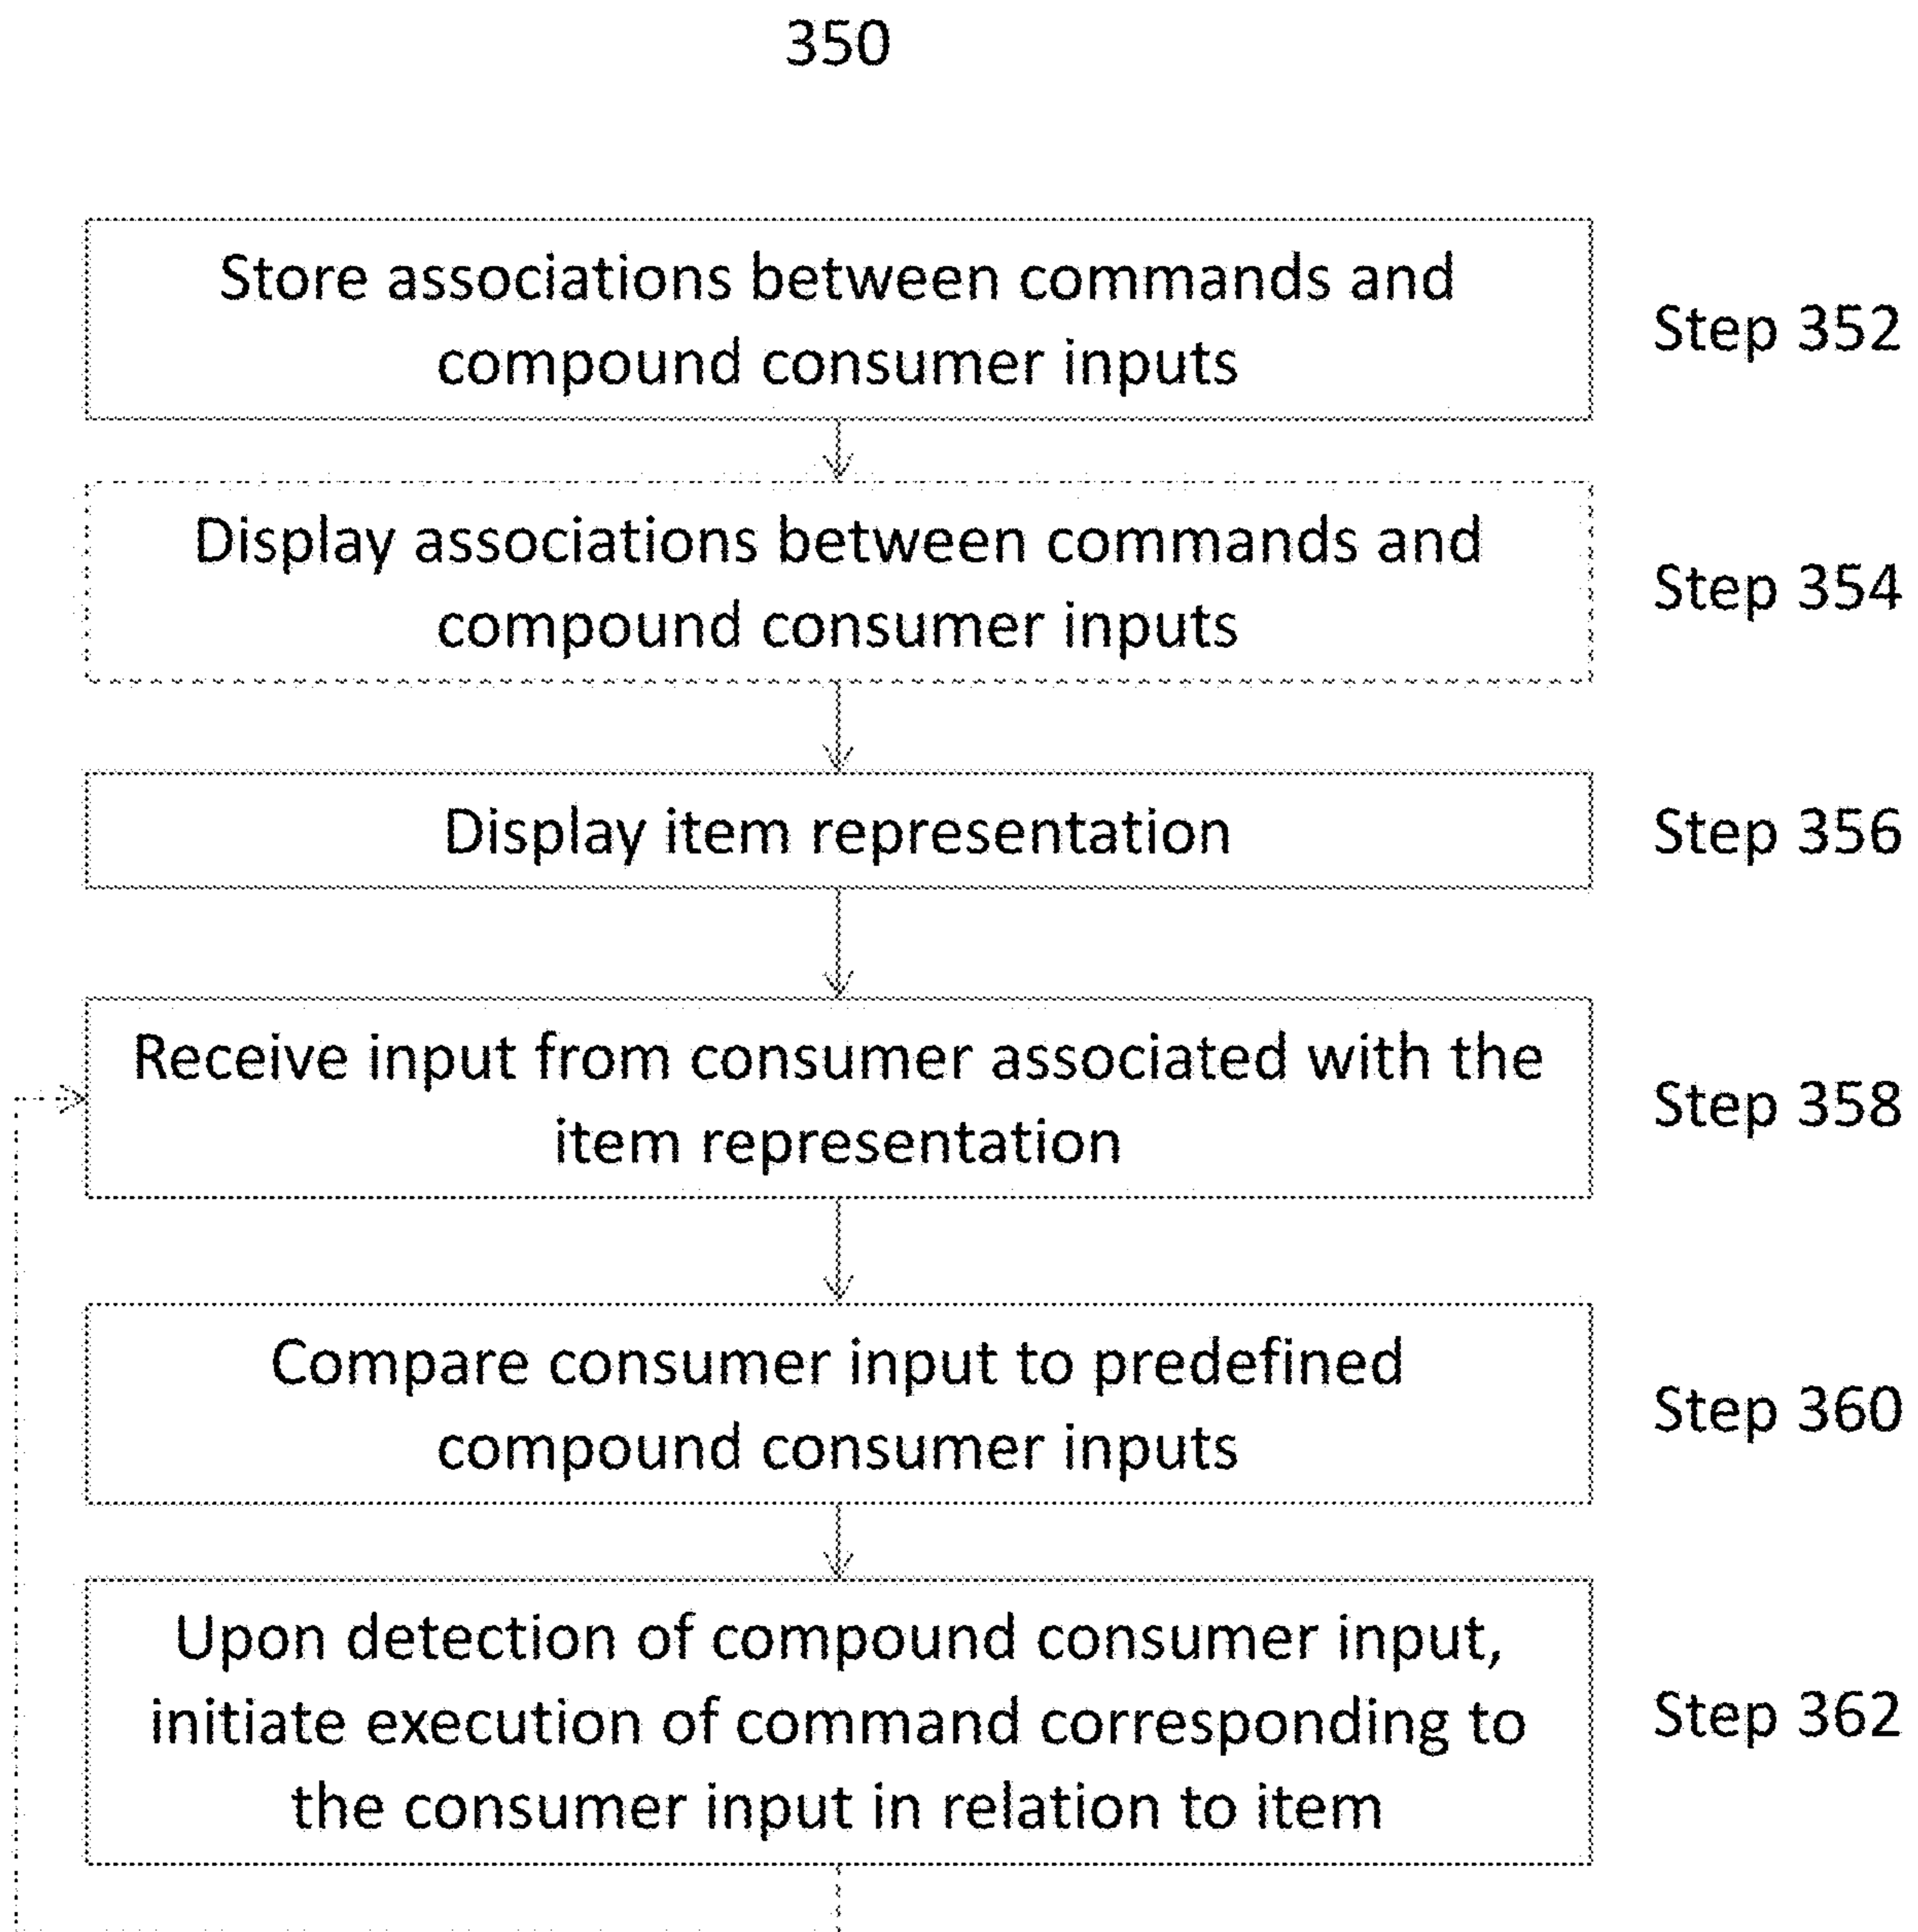 350
Store associations between commands and
compound consumer inputs
Step 352
Display associations between commands and
compound consumer inputs
Step 354
Display item representation
Step 356
Receive input from consumer associated with the
item representation
Step 358
Compare consumer input to predefined
compound consumer inputs
Step 360
Upon detection of compound consumer input,
initiate execution of command corresponding to
the consumer input in relation to item
Step 362